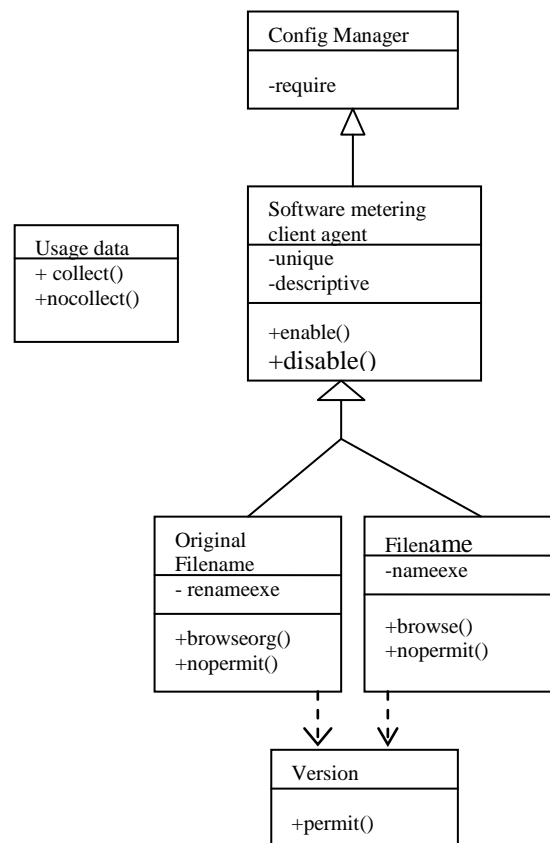 Config Manager
-require
Software metering
client agent
-unique
-descriptive
+enable()
+disable()
Usage data
+ collect()
+nocollect()
Original
Filename
- renameexe
+browseorg()
+nopermit()
Filename
-nameexe
+browse()
+nopermit()
Version
+permit()